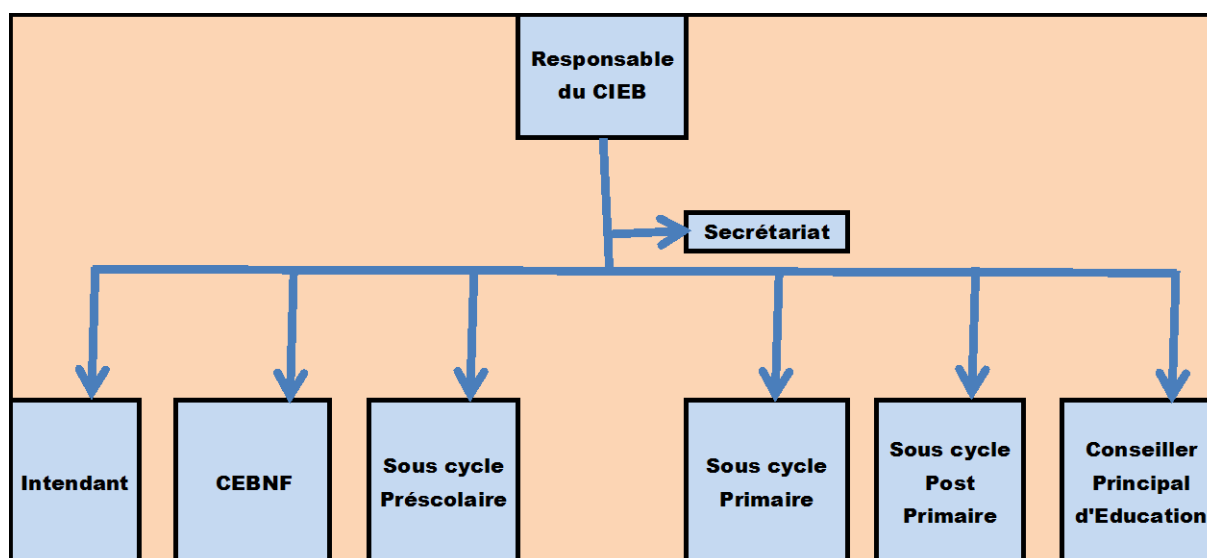 Responsable
du CIEB
Secrétariat
Intendant
CEBNF
Sous cycle
Préscolaire
Sous cycle
Primaire
Sous cycle
Post
Primaire
Conseiller
Principal
d'Education